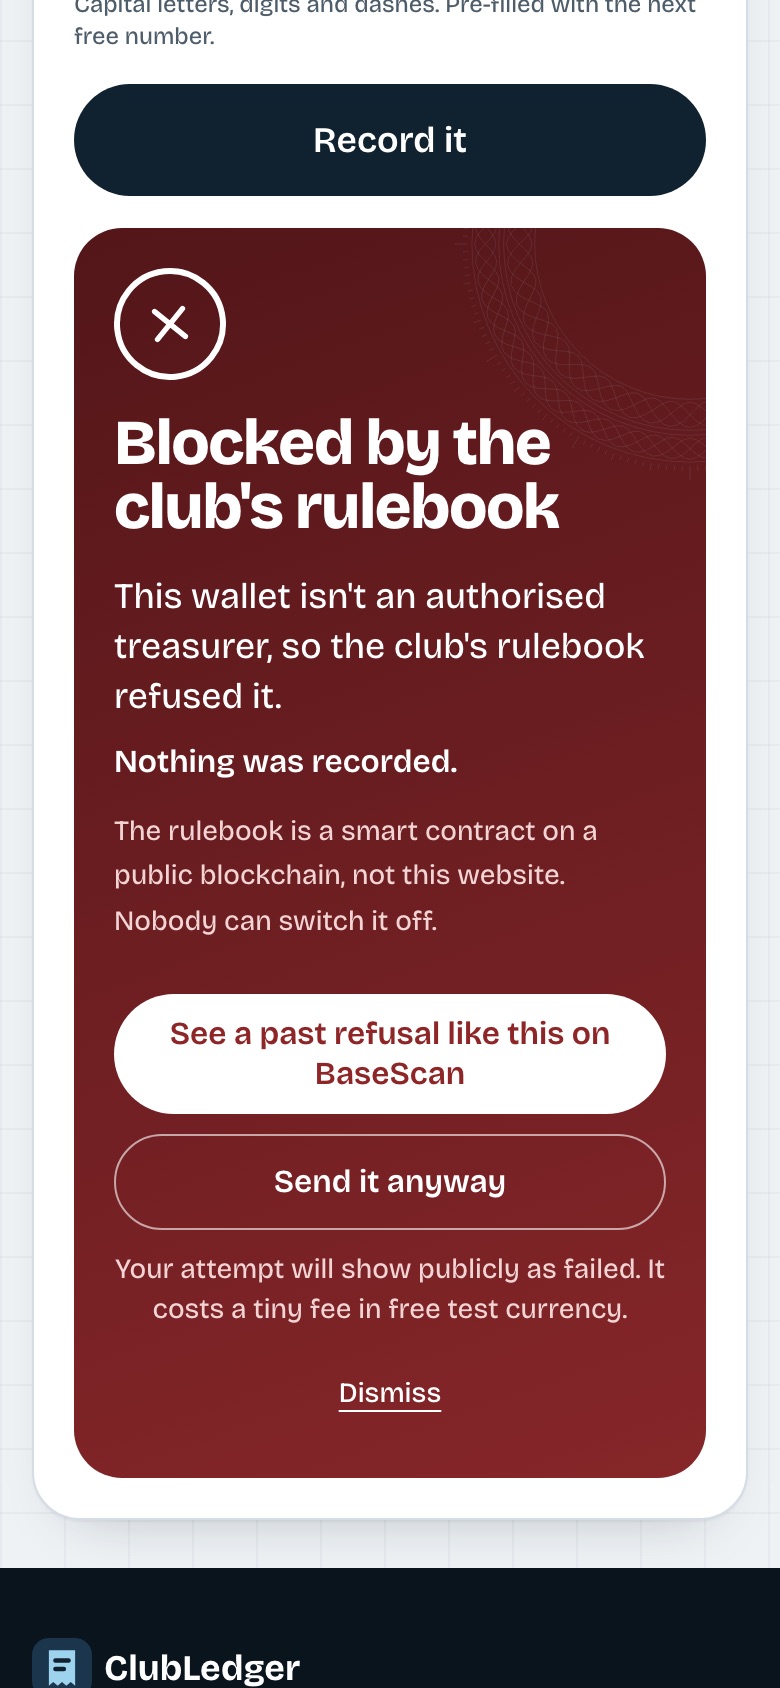 Capital letters, digits and dashes. Pre-filled with the next
free number.
Record it
Blocked by the
club's rulebook
This wallet isn't an authorised
treasurer, so the club's rulebook
refused it.
Nothing was recorded.
The rulebook is a smart contract on a
public blockchain, not this website.
Nobody can switch it off.
See a past refusal like this on
BaseScan
Send it anyway
Your attempt will show publicly as failed. It
costs a tiny fee in free test currency.
Dismiss
ClubLedger